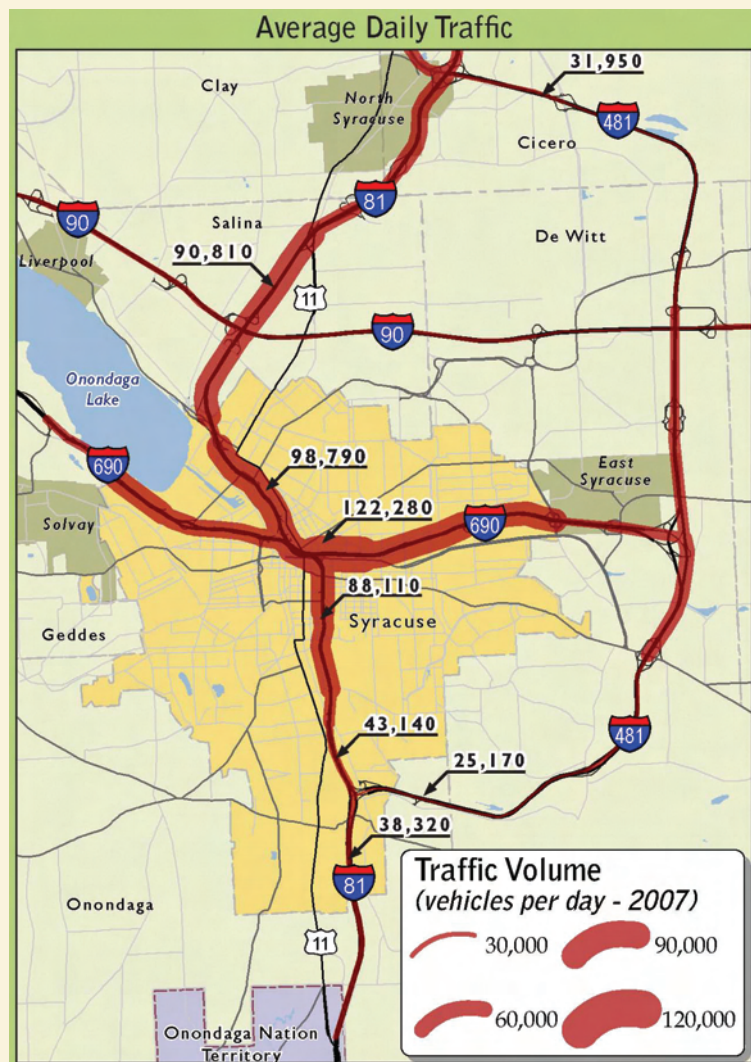 Average Daily Traffic
31,950
Clay
North
Syracuse
481
Cicero
81
90
Salina
De Witt
Liverpool
90,810
11
90
Onondaga
Lake
690
98,790
East
Syracuse
122,280
690
Solvay
88,110
Syracuse
Geddes
481
43,140
25,170
38,320
81
Onondaga
11
Onondaga Nation
Territory
Traffic Volume
(vehicles per day - 2007)
30,000
90,000
60,000
120,000